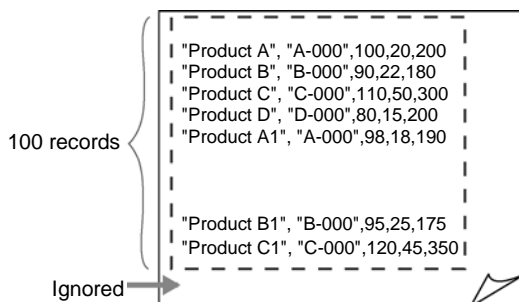 "Product A", "A-000",100,20,200
"Product B", "B-000",90,22,180
"Product C", "C-000",110,50,300
"Product D", "D-000",80,15,200
"Product A1", "A-000",98,18,190
100 records
"Product B1", "B-000",95,25,175
"Product C1", "C-000",120,45,350
Ignored